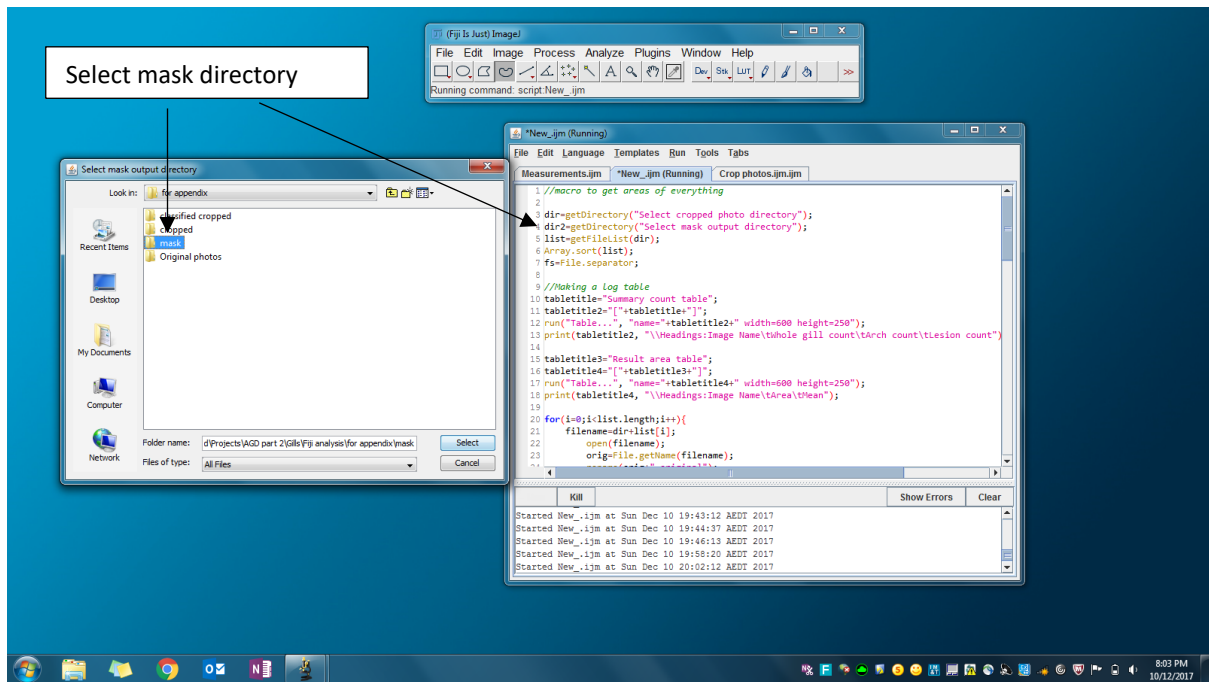 Select mask directory
(Fiji Is Just) ImageJ
File Edit Image Process Analyze Plugins Window Help
A Dev Stk LUT >>
Running command: script:New_.ijm
Select mask output directory
Look in: for appendix
Recent Items
Desktop
My Documents
Computer
Network
classified cropped
cropped
mask
Original photos
Folder name: d\Projects\AGD part 2\Gills\Fiji analysis\for appendix\mask Select
Files of type: All Files Cancel
*New_.ijm (Running)
File Edit Language Templates Run Tools Tabs
Measurements.ijm *New_.ijm (Running) Crop photos.ijm.ijm
1 //macro to get areas of everything
2
3 dir=getDirectory("Select cropped photo directory");
4 dir2=getDirectory("Select mask output directory");
5 list=getFileList(dir);
6 Array.sort(list);
7 fs=File.separator;
8
9 //Making a log table
10 tabletitle="Summary count table";
11 tabletitle2="["+tabletitle+"]";
12 run("Table...", "name="+tabletitle2+" width=600 height=250");
13 print(tabletitle2, "\\Headings:Image Name\tWhole gill count\tArch count\tLesion count")
14
15 tabletitle3="Result area table";
16 tabletitle4="["+tabletitle3+"]";
17 run("Table...", "name="+tabletitle4+" width=600 height=250");
18 print(tabletitle4, "\\Headings:Image Name\tArea\tMean");
19
20 for(i=0;i<list.length;i++){
21 filename=dir+list[i];
22 open(filename);
23 orig=File.getName(filename);
Kill Show Errors Clear
Started New_.ijm at Sun Dec 10 19:43:12 AEDT 2017
Started New_.ijm at Sun Dec 10 19:44:37 AEDT 2017
Started New_.ijm at Sun Dec 10 19:46:13 AEDT 2017
Started New_.ijm at Sun Dec 10 19:58:20 AEDT 2017
Started New_.ijm at Sun Dec 10 20:02:12 AEDT 2017
8:03 PM
10/12/2017